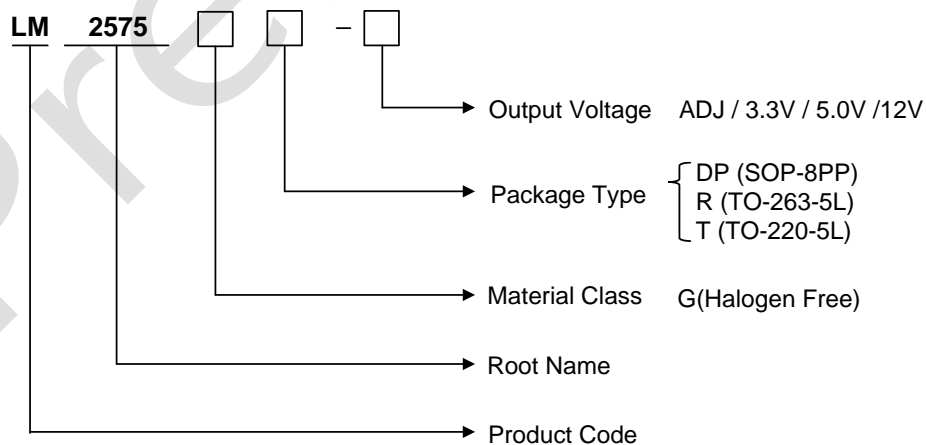 LM 2575 –
Output Voltage ADJ / 3.3V / 5.0V /12V
Package Type DP (SOP-8PP)
R (TO-263-5L)
T (TO-220-5L)
Material Class G(Halogen Free)
Root Name
Product Code